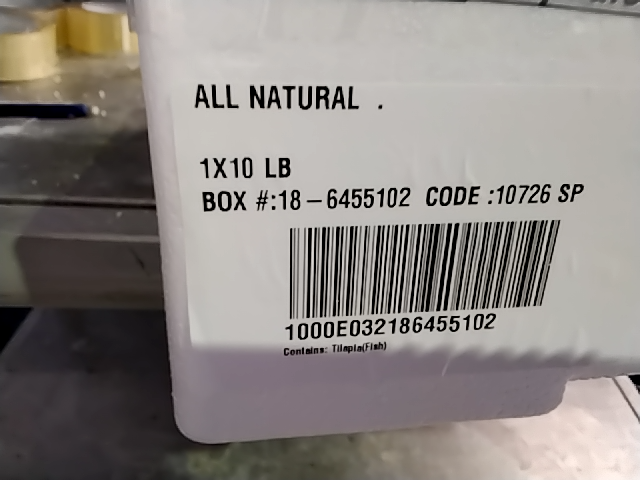 ALL NATURAL .
1X10 LB
BOX #:18-6455102 CODE :10726 SP
1000E032186455102
Contains: Tilapia(Fish)